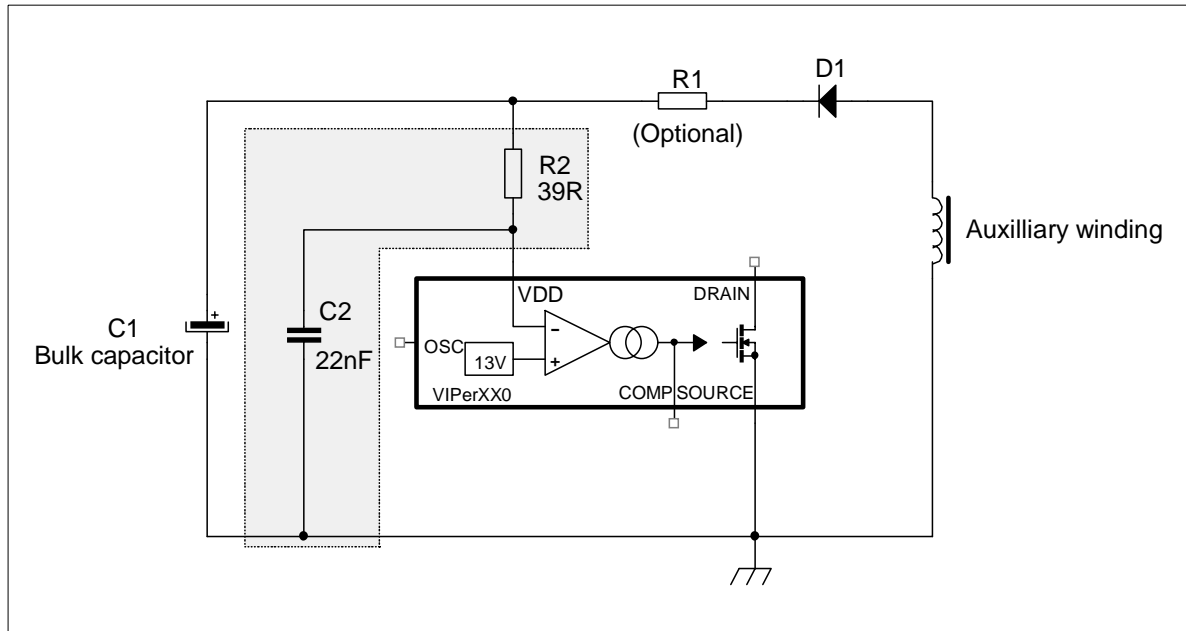 D1
R1
(Optional)
R2
39R
Auxilliary winding
VDD
DRAIN
C2
C1
Bulk capacitor
22nF
OSC
13V
−
+
+
VIPerXX0
COMP SOURCE